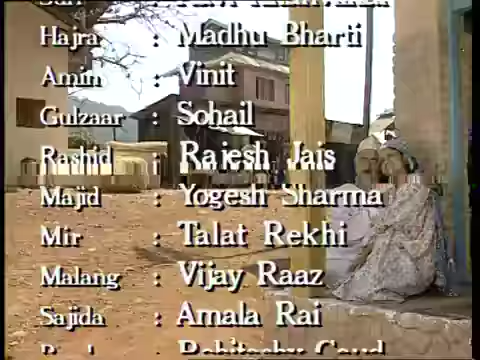 Hajra : Madhu Bharti
Amin : Vinit
Gulzaar : Sohail
Rashid : Rajesh Jais
Majid : Yogesh Sharma
Mir : Talat Rekhi
Malang : Vijay Raaz
Sajida : Amala Rai